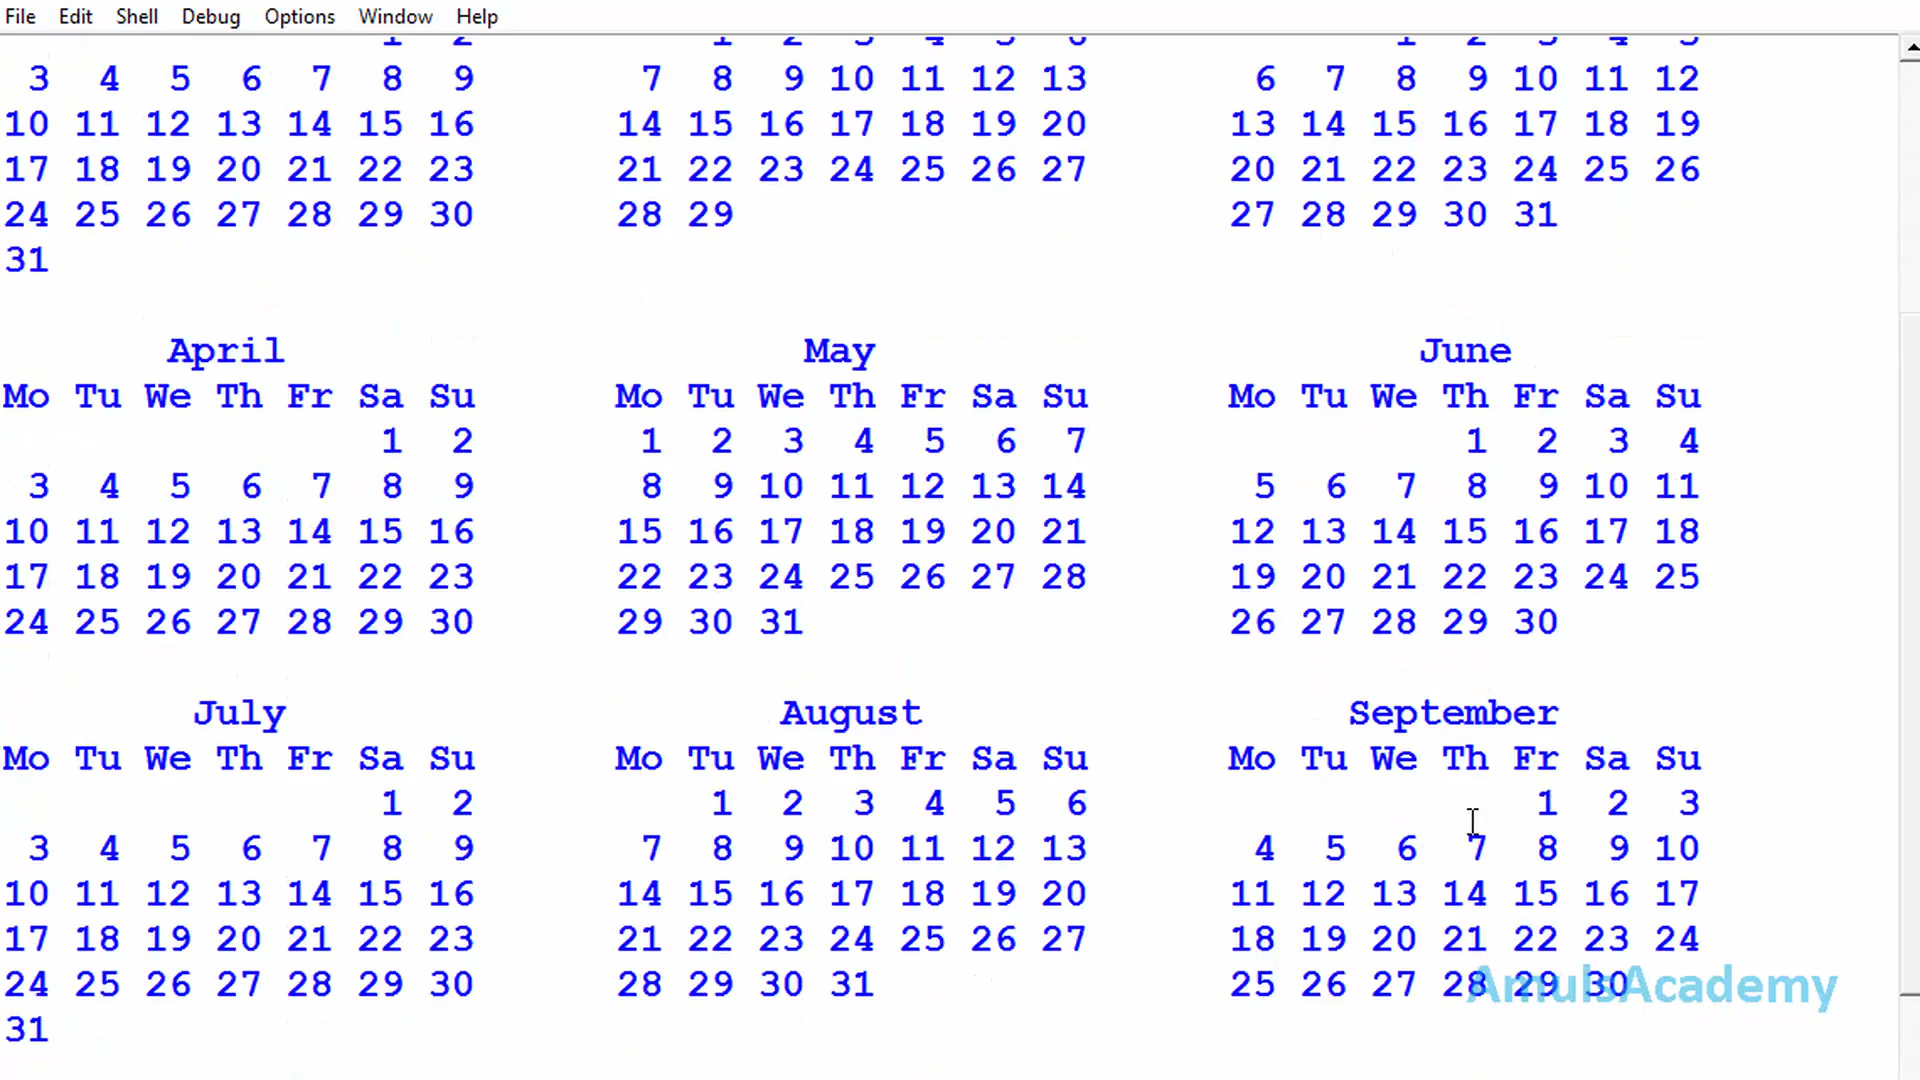 File Edit Shell Debug Options Window Help
1 2 1 2 3 4 5 6 1 2 3 4 5
3 4 5 6 7 8 9 7 8 9 10 11 12 13 6 7 8 9 10 11 12
10 11 12 13 14 15 16 14 15 16 17 18 19 20 13 14 15 16 17 18 19
17 18 19 20 21 22 23 21 22 23 24 25 26 27 20 21 22 23 24 25 26
24 25 26 27 28 29 30 28 29 27 28 29 30 31
31
April May June
Mo Tu We Th Fr Sa Su Mo Tu We Th Fr Sa Su Mo Tu We Th Fr Sa Su
1 2 1 2 3 4 5 6 7 1 2 3 4
3 4 5 6 7 8 9 8 9 10 11 12 13 14 5 6 7 8 9 10 11
10 11 12 13 14 15 16 15 16 17 18 19 20 21 12 13 14 15 16 17 18
17 18 19 20 21 22 23 22 23 24 25 26 27 28 19 20 21 22 23 24 25
24 25 26 27 28 29 30 29 30 31 26 27 28 29 30
July August September
Mo Tu We Th Fr Sa Su Mo Tu We Th Fr Sa Su Mo Tu We Th Fr Sa Su
1 2 1 2 3 4 5 6 1 2 3
3 4 5 6 7 8 9 7 8 9 10 11 12 13 4 5 6 7 8 9 10
10 11 12 13 14 15 16 14 15 16 17 18 19 20 11 12 13 14 15 16 17
17 18 19 20 21 22 23 21 22 23 24 25 26 27 18 19 20 21 22 23 24
24 25 26 27 28 29 30 28 29 30 31 25 26 27 28 29 30
AmulsAcademy
31